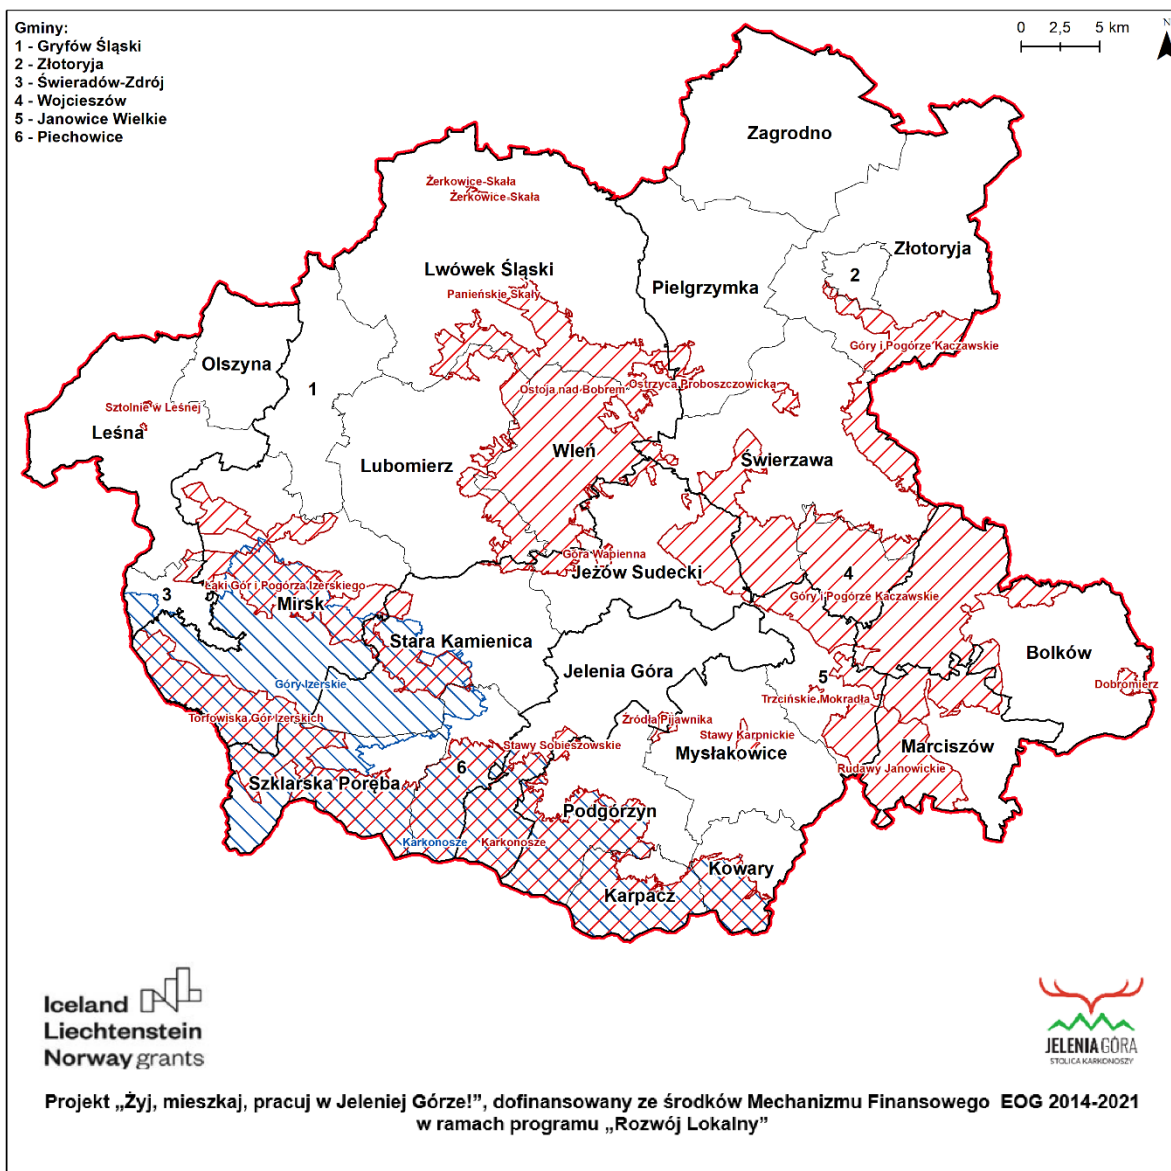 Gminy:
1 - Gryfów Śląski
2 - Złotoryja
3 - Świeradów-Zdrój
4 - Wojcieszów
5 - Janowice Wielkie
6 - Piechowice
0 2,5 5 km
N
Zagrodno
Żerkowice-Skała
Żerkowice-Skała
Złotoryja
Lwówek Śląski
2
Pielgrzymka
Panieńskie Skały
Góry i Pogórze Kaczawskie
Olszyna
1
Ostoja nad Bobrem
Ostrzyca Proboszczowicka
Sztolnie w Leśnej
Leśna
Wleń
Świerzawa
Lubomierz
Góra Wapienna
Jeżów Sudecki
4
Łąki Gór i Pogórza Izerskiego
3
5
Góry i Pogórze Kaczawskie
Mirsk
Stara Kamienica
Bolków
Jelenia Góra
5
Góry Izerskie
Dobromierz
Trzcińskie Mokradła
Torfowiska Gór Izerskich
Źródła Pijawnika
Stawy Karpnickie
Stawy Sobieszowskie
Mysłakowice
Marciszów
6
Rudawy Janowickie
Szklarska Poręba
Podgórzyn
Karkonosze
Karkonosze
Kowary
Karpacz
Iceland
Liechtenstein
Norway grants
JELENIA GÓRA
STOLICA KARKONOSZY
Projekt „Żyj, mieszkaj, pracuj w Jeleniej Górze!”, dofinansowany ze środków Mechanizmu Finansowego EOG 2014-2021
w ramach programu „Rozwój Lokalny”